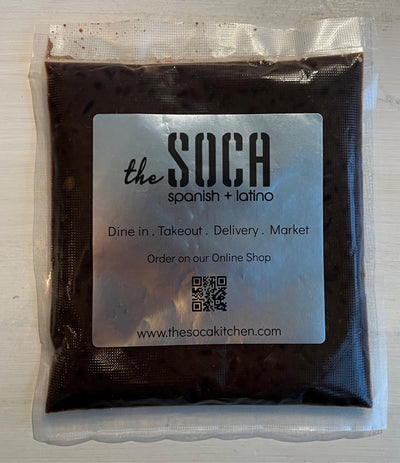 the SOCA
spanish + latino
Dine in . Takeout . Delivery . Market
Order on our Online Shop
www.thesocakitchen.com